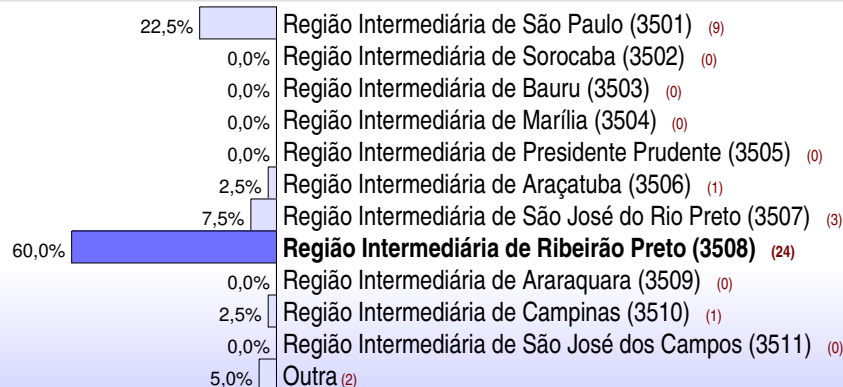 22,5% Região Intermediária de São Paulo (3501) (9)
0,0% Região Intermediária de Sorocaba (3502) (0)
0,0% Região Intermediária de Bauru (3503) (0)
0,0% Região Intermediária de Marília (3504) (0)
0,0% Região Intermediária de Presidente Prudente (3505) (0)
2,5% Região Intermediária de Araçatuba (3506) (1)
7,5% Região Intermediária de São José do Rio Preto (3507) (3)
60,0% Região Intermediária de Ribeirão Preto (3508) (24)
0,0% Região Intermediária de Araraquara (3509) (0)
2,5% Região Intermediária de Campinas (3510) (1)
0,0% Região Intermediária de São José dos Campos (3511) (0)
5,0% Outra (2)